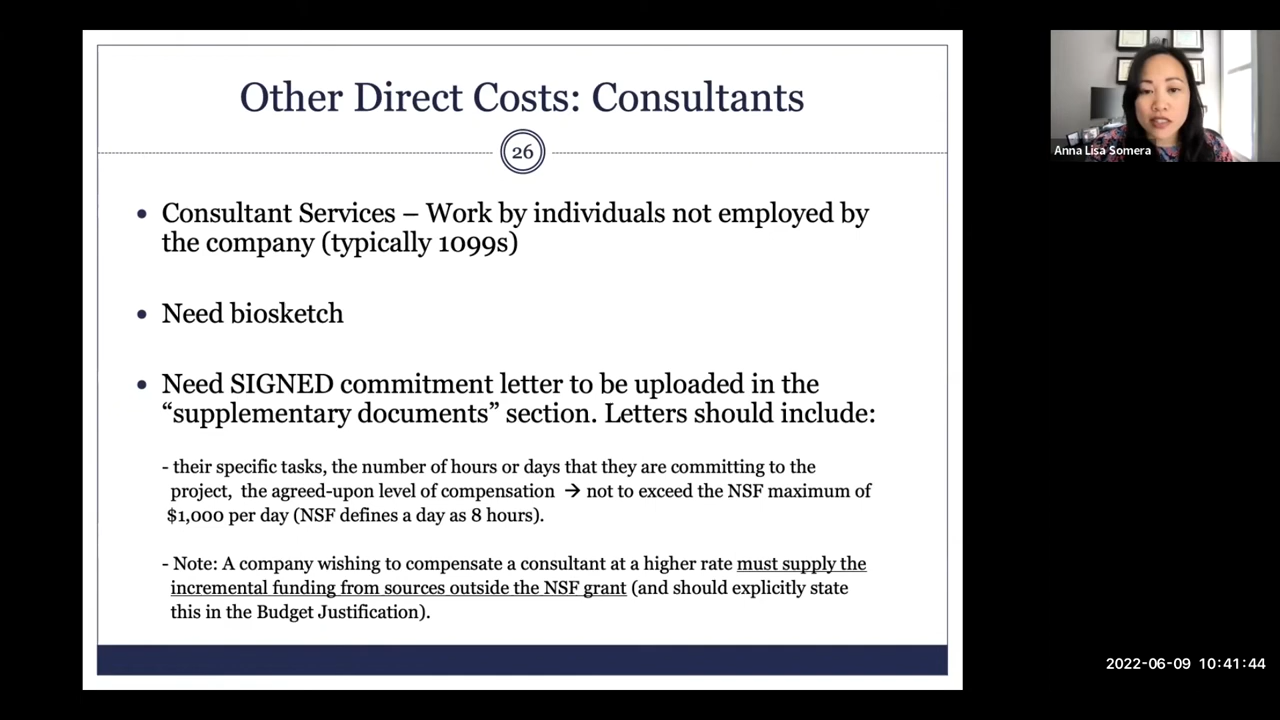 Other Direct Costs: Consultants
26
• Consultant Services – Work by individuals not employed by
the company (typically 1099s)
• Need biosketch
• Need SIGNED commitment letter to be uploaded in the
“supplementary documents” section. Letters should include:
- their specific tasks, the number of hours or days that they are committing to the
project, the agreed-upon level of compensation → not to exceed the NSF maximum of
$1,000 per day (NSF defines a day as 8 hours).
- Note: A company wishing to compensate a consultant at a higher rate must supply the
incremental funding from sources outside the NSF grant (and should explicitly state
this in the Budget Justification).
Anna Lisa Somera
2022-06-09 10:41:44